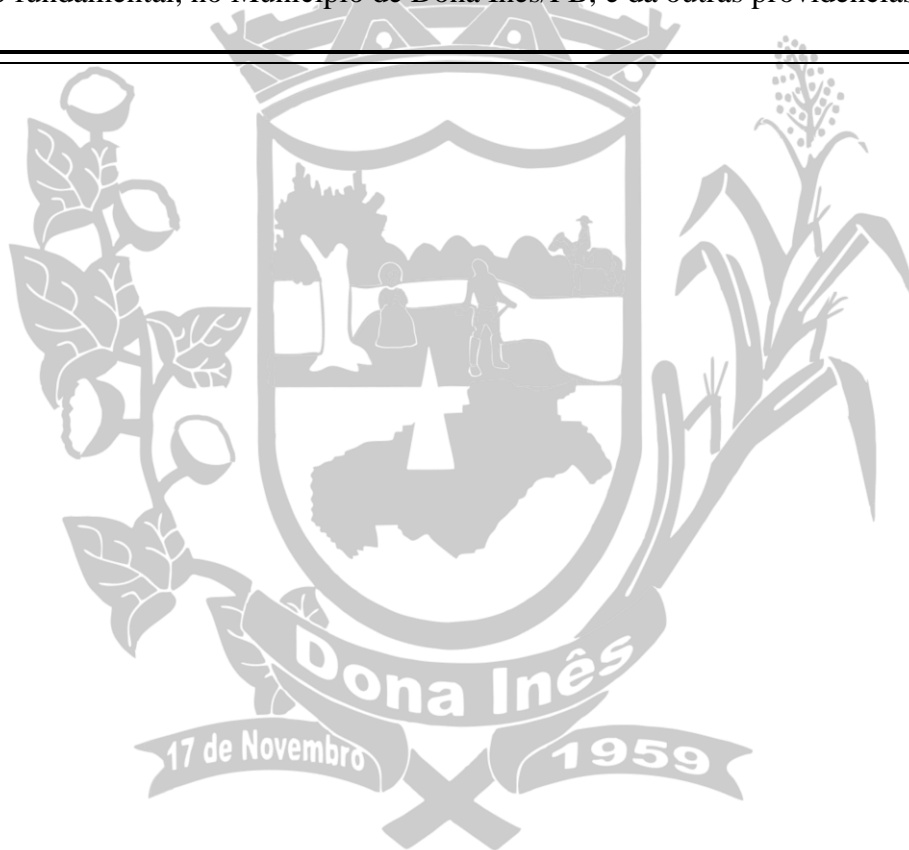 fundamental, no Município de Dona Inês/PB, e dá outras providências
Dona Inês
17 de Novembro
1959